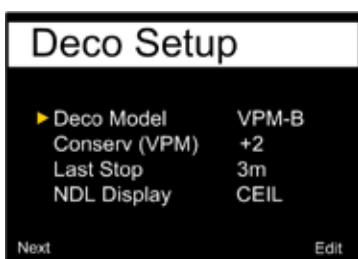 Deco Setup
Deco Model VPM-B
Conserv (VPM) +2
Last Stop 3m
NDL Display CEIL
Next Edit